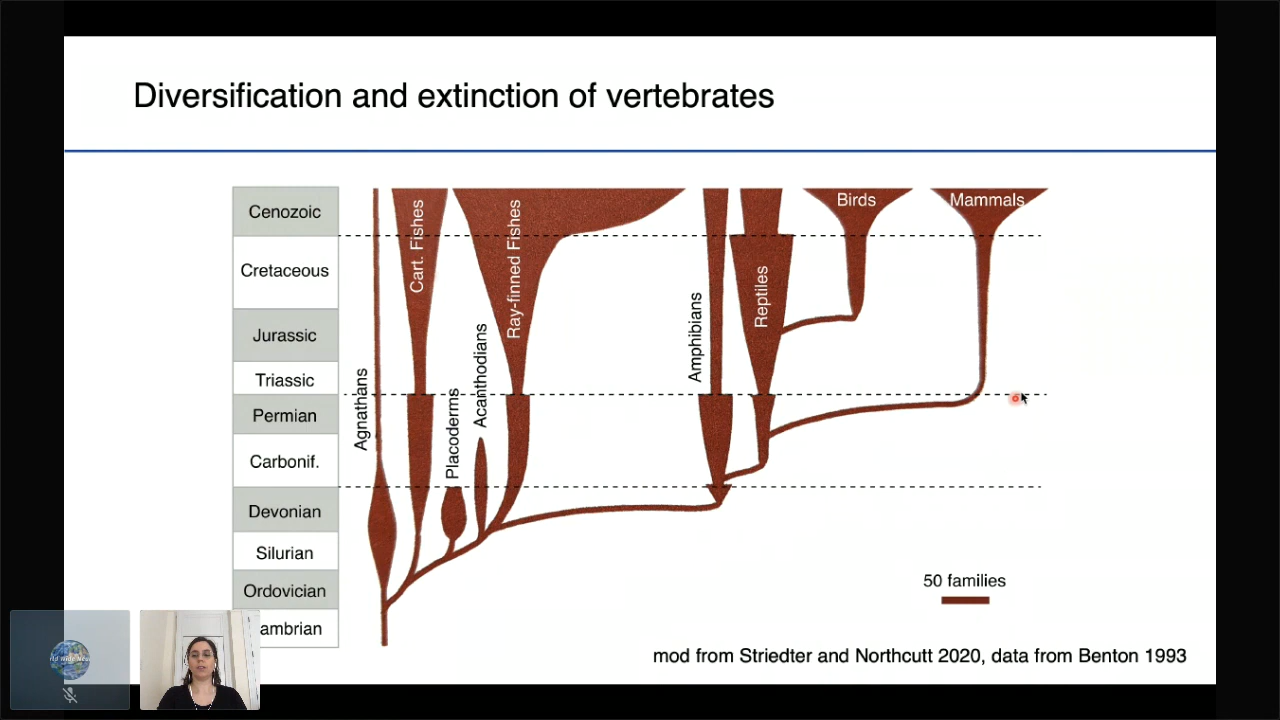 Diversification and extinction of vertebrates
Cenozoic
Cretaceous
Jurassic
Triassic
Permian
Carbonif.
Devonian
Silurian
Ordovician
ambrian
Agnathans
Cart. Fishes
Placoderms
Acanthodians
Ray-finned Fishes
Amphibians
Reptiles
Birds
Mammals
50 families
mod from Striedter and Northcutt 2020, data from Benton 1993